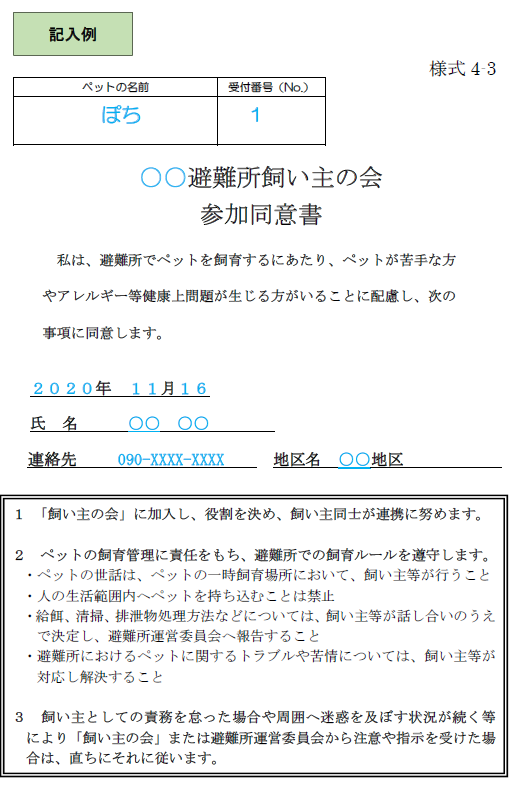 記入例
様式 4-3
ペットの名前 受付番号（No.）
ぽち 1
〇〇避難所飼い主の会
参加同意書
私は、避難所でペットを飼育するにあたり、ペットが苦手な方
やアレルギー等健康上問題が生じる方がいることに配慮し、次の
事項に同意します。
２０２０年　１１月１６
氏　名　〇〇　〇〇
連絡先　090-XXXX-XXXX　地区名　〇〇地区
１　「飼い主の会」に加入し、役割を決め、飼い主同士が連携に努めます。
２　ペットの飼育管理に責任をもち、避難所での飼育ルールを遵守します。
・ペットの世話は、ペットの一時飼育場所において、飼い主等が行うこと
・人の生活範囲内へペットを持ち込むことは禁止
・給餌、清掃、排泄物処理方法などについては、飼い主等が話し合いのうえ
で決定し、避難所運営委員会へ報告すること
・避難所におけるペットに関するトラブルや苦情については、飼い主等が
対応し解決すること
３　飼い主としての責務を怠った場合や周囲へ迷惑を及ぼす状況が続く等
により「飼い主の会」または避難所運営委員会から注意や指示を受けた場
合は、直ちにそれに従います。